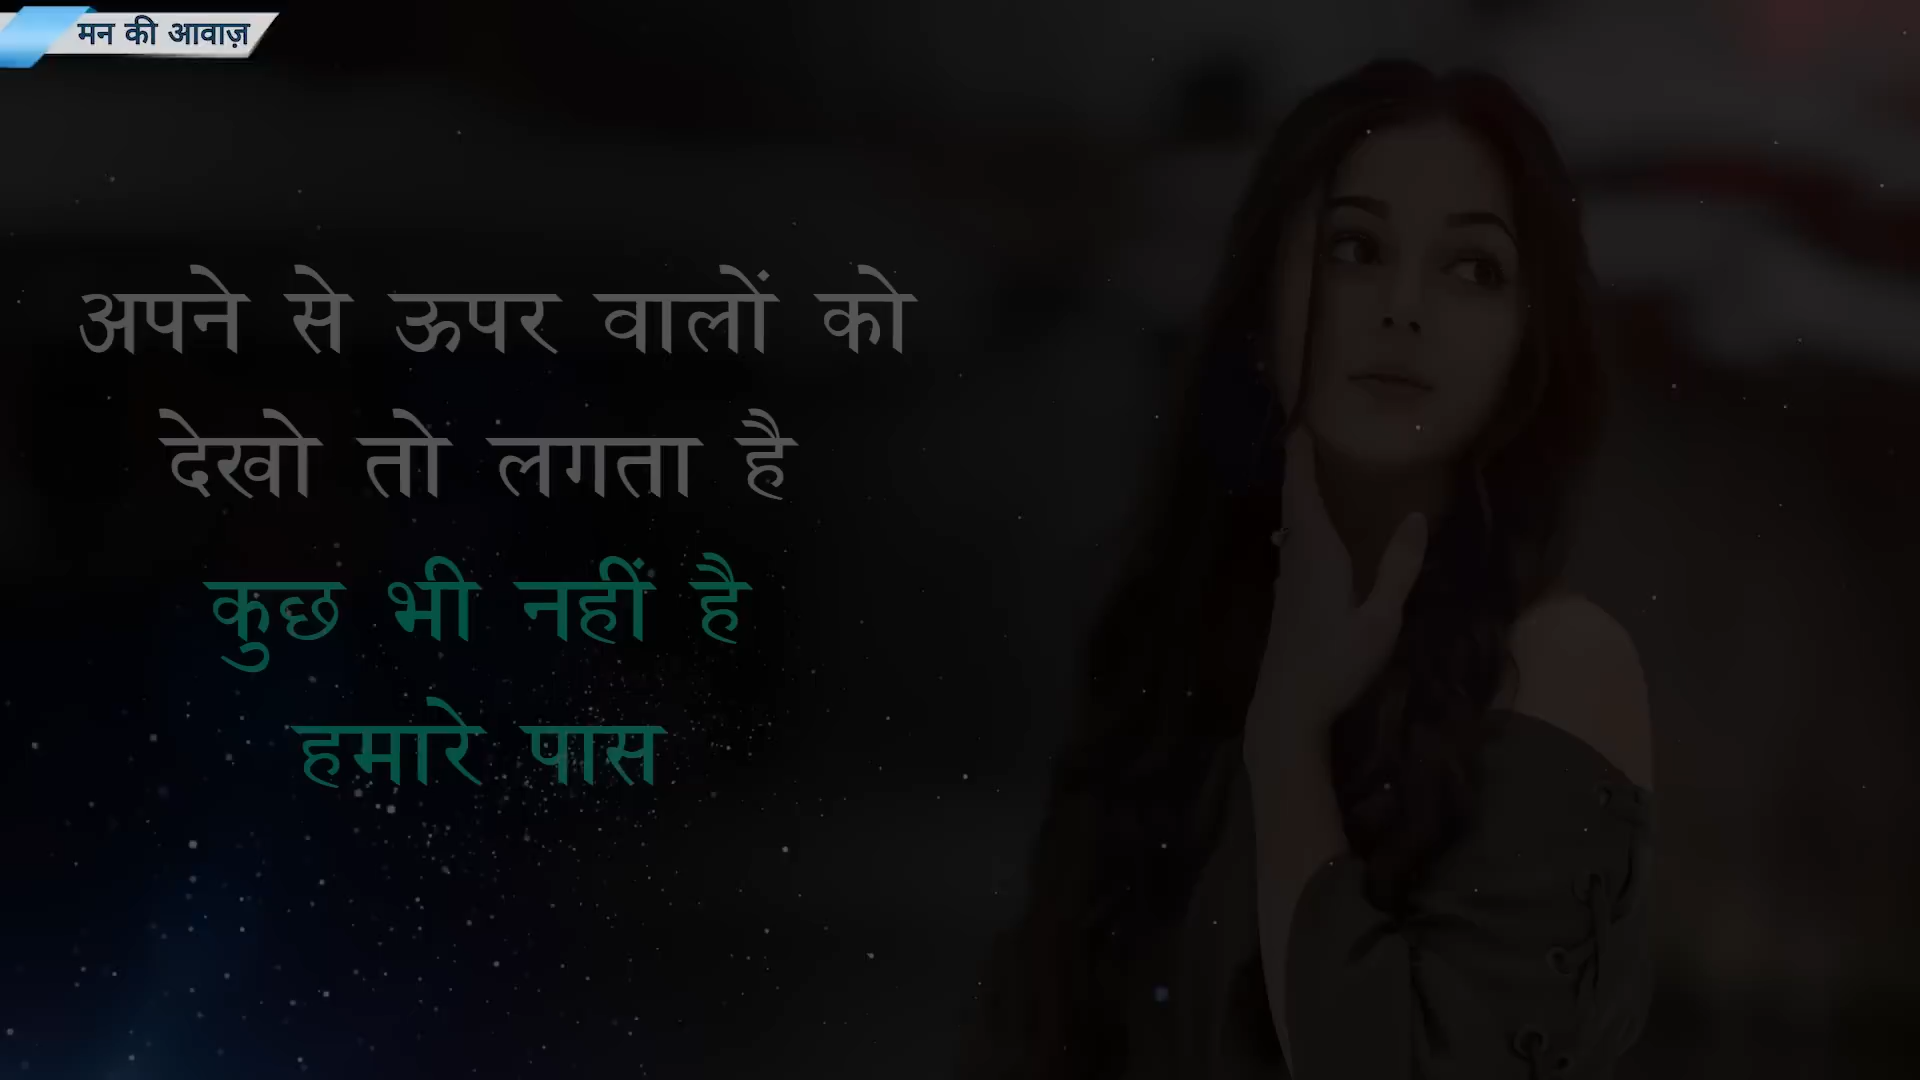 मन की आवाज़
अपने से ऊपर वालों को
देखो तो लगता है
कुछ भी नहीं है
हमारे पास